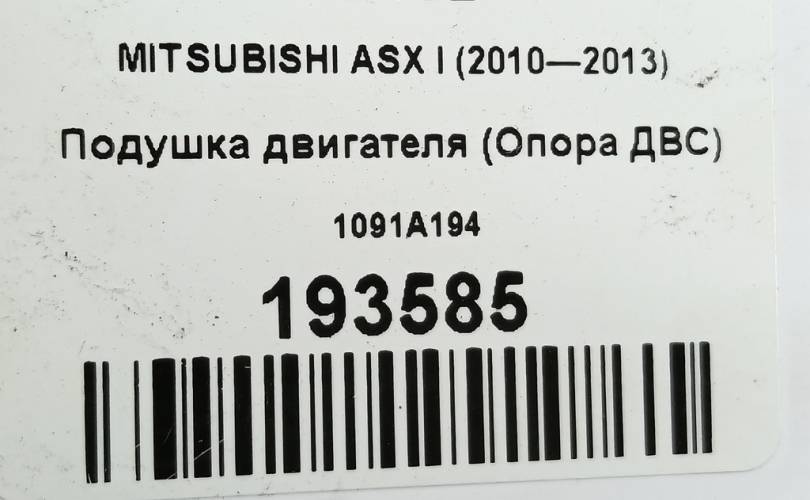 MITSUBISHI ASX I (2010—2013)
Подушка двигателя (Опора ДВС)
1091A194
193585